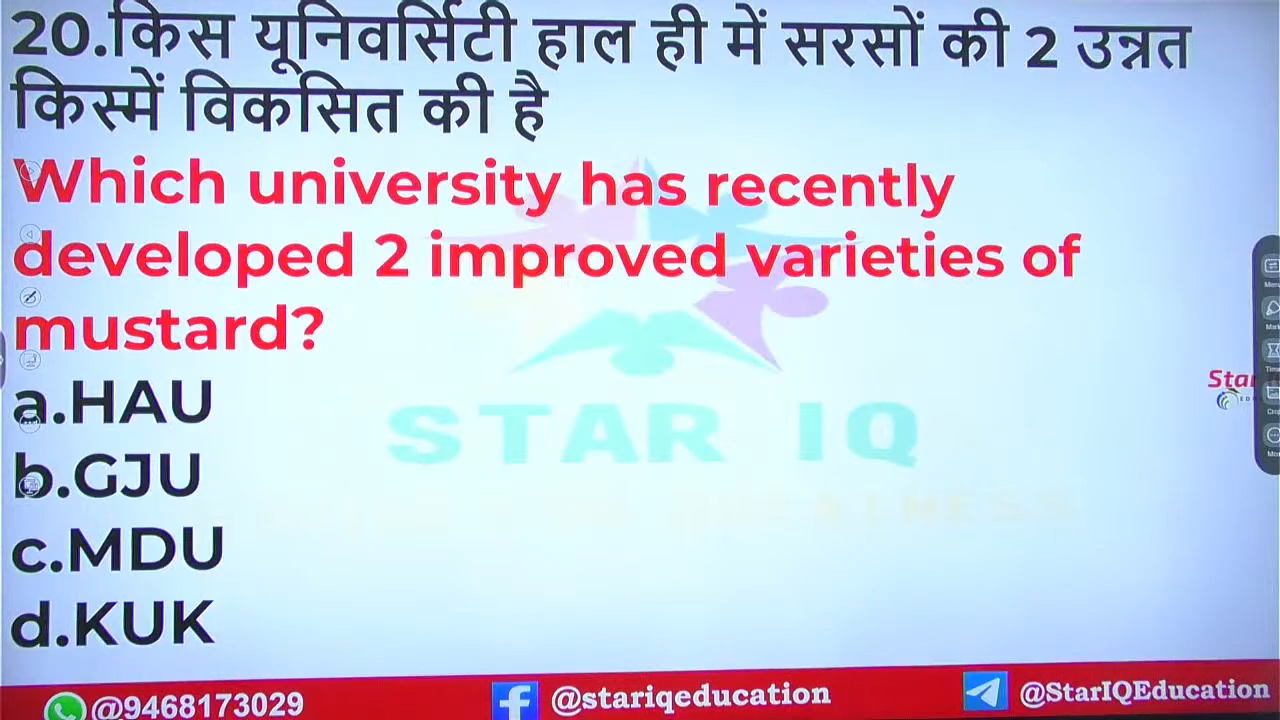 20.किस यूनिवर्सिटी हाल ही में सरसों की 2 उन्नत
किस्में विकसित की है
Which university has recently
developed 2 improved varieties of
mustard?
a.HAU
b.GJU
c.MDU
d.KUK
STAR IQ
Star
@9468173029
@stariqeducation
@StarIQEducation